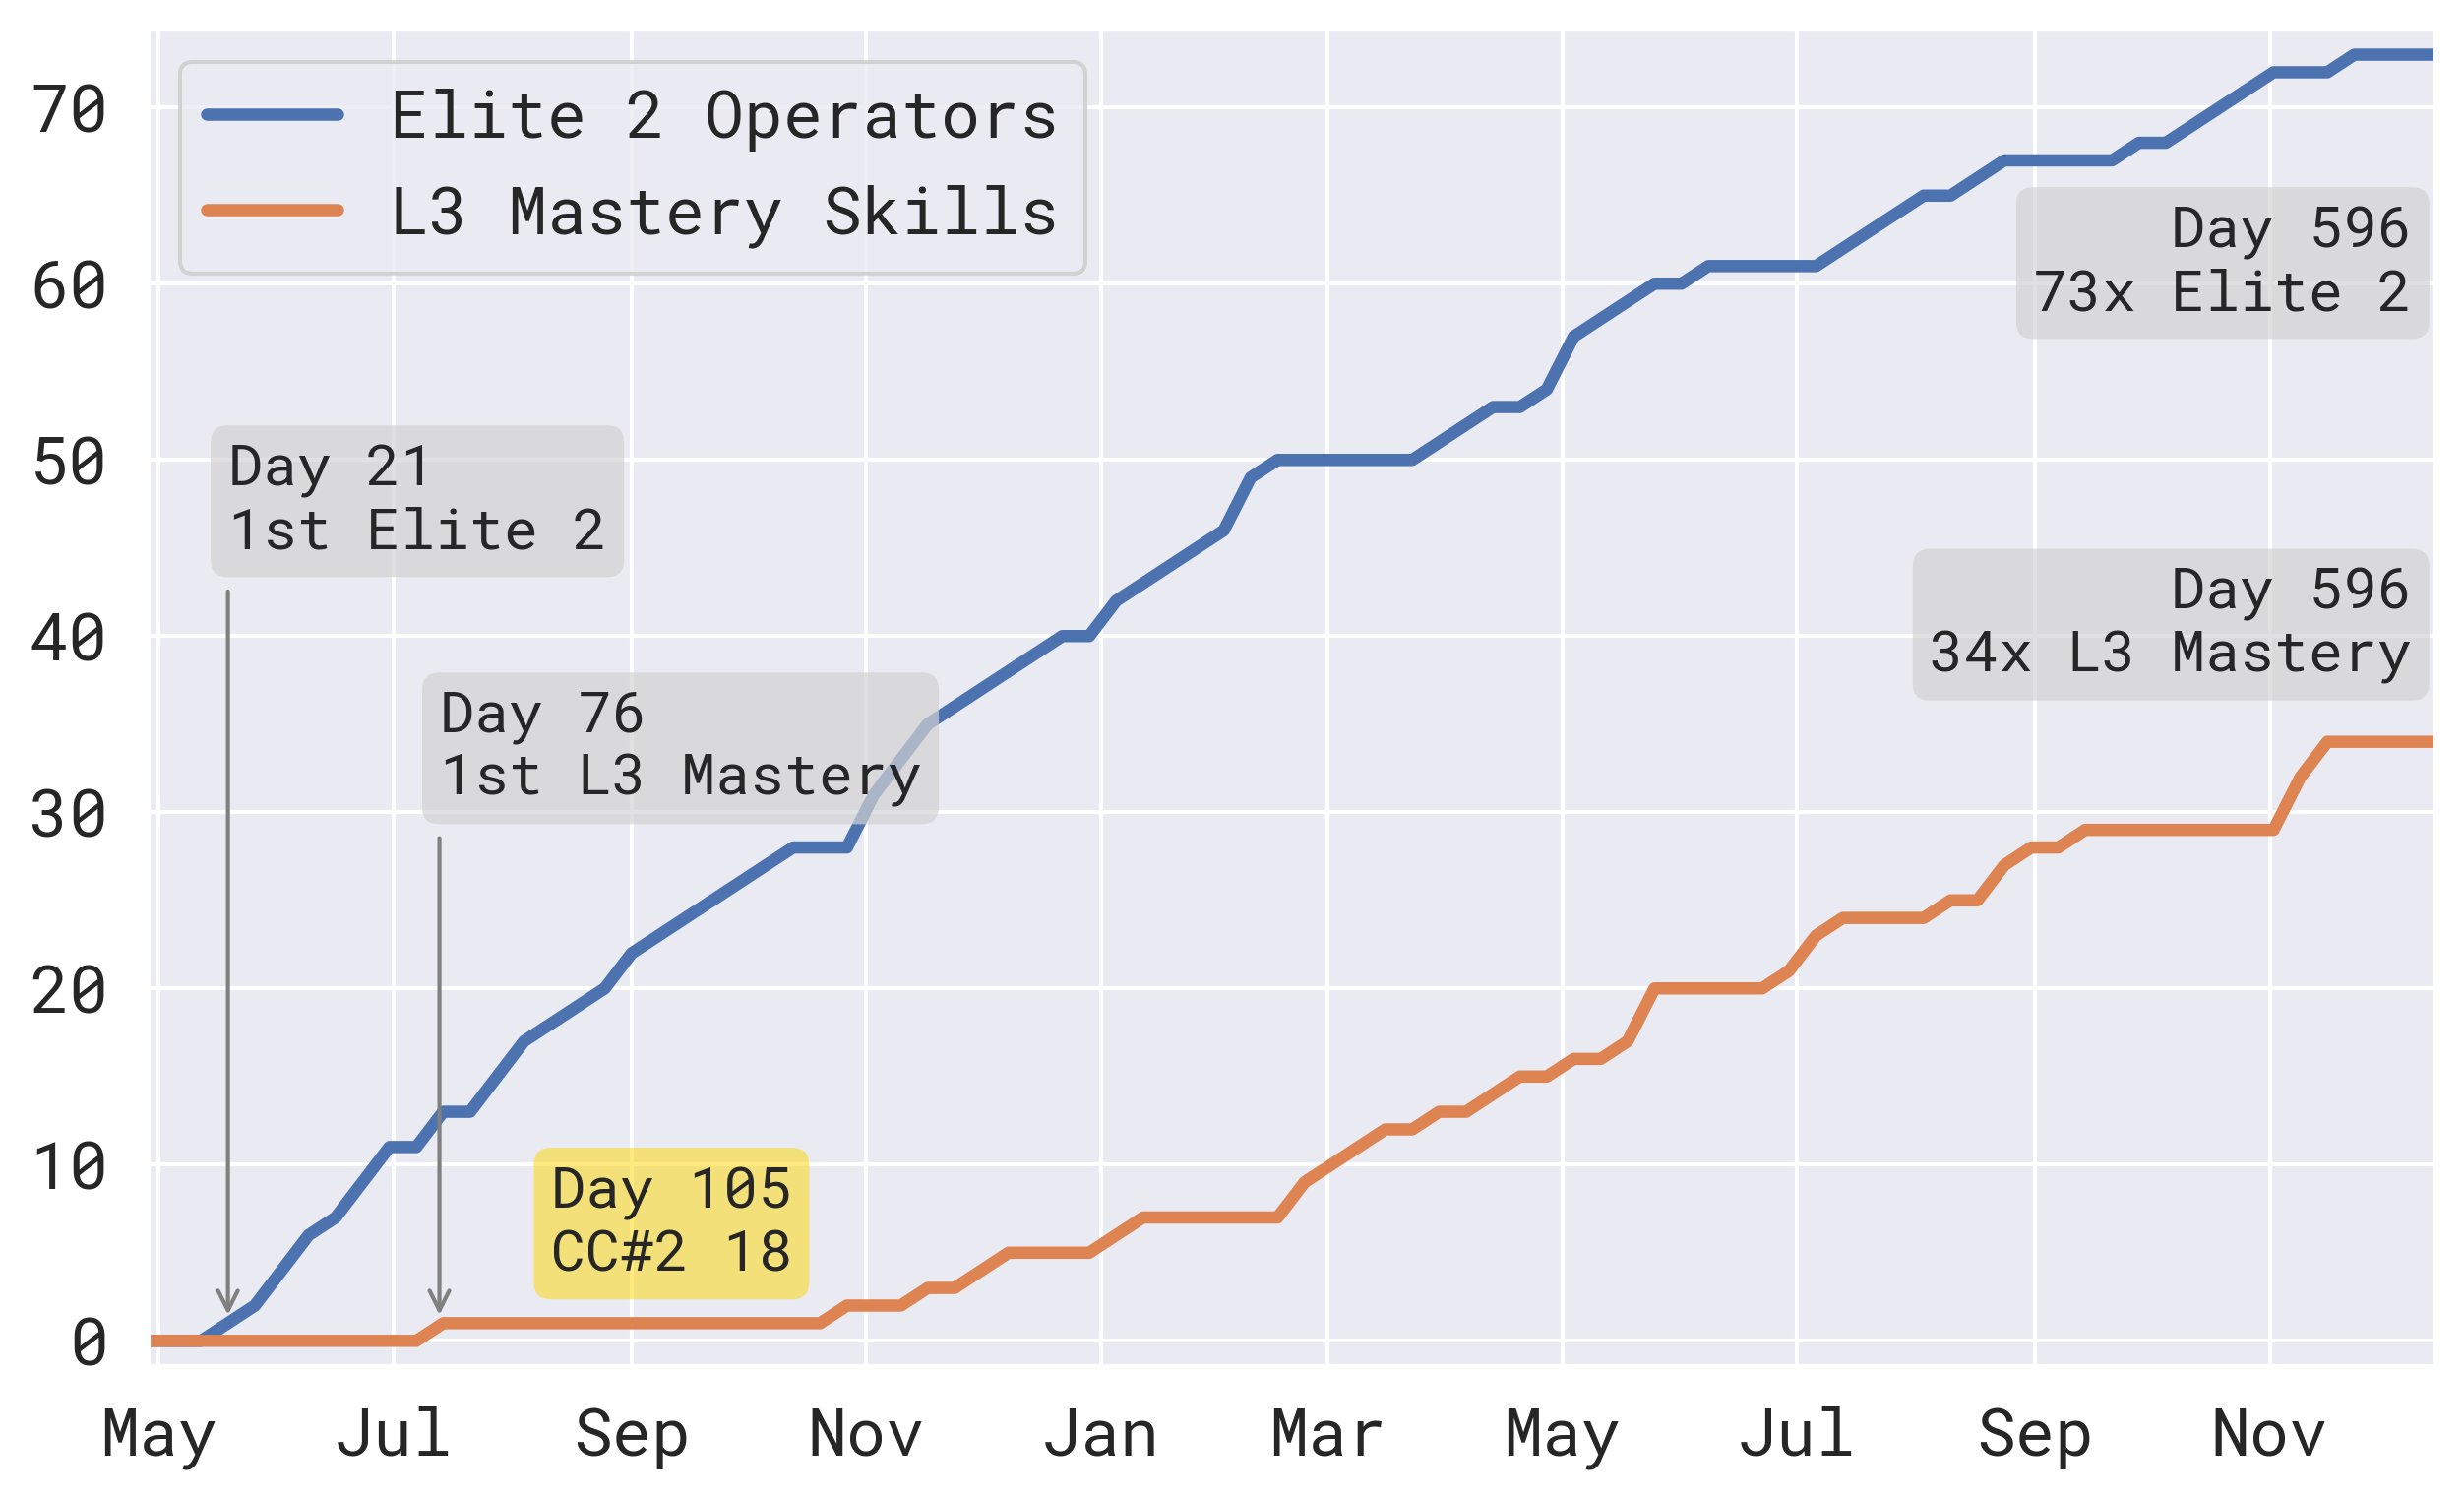 Elite 2 Operators
L3 Mastery Skills
70
60
50
40
30
20
10
0
Day 21
1st Elite 2
Day 76
1st L3 Mastery
Day 105
CC#2 18
Day 596
73x Elite 2
Day 596
34x L3 Mastery
May Jul Sep Nov Jan Mar May Jul Sep Nov